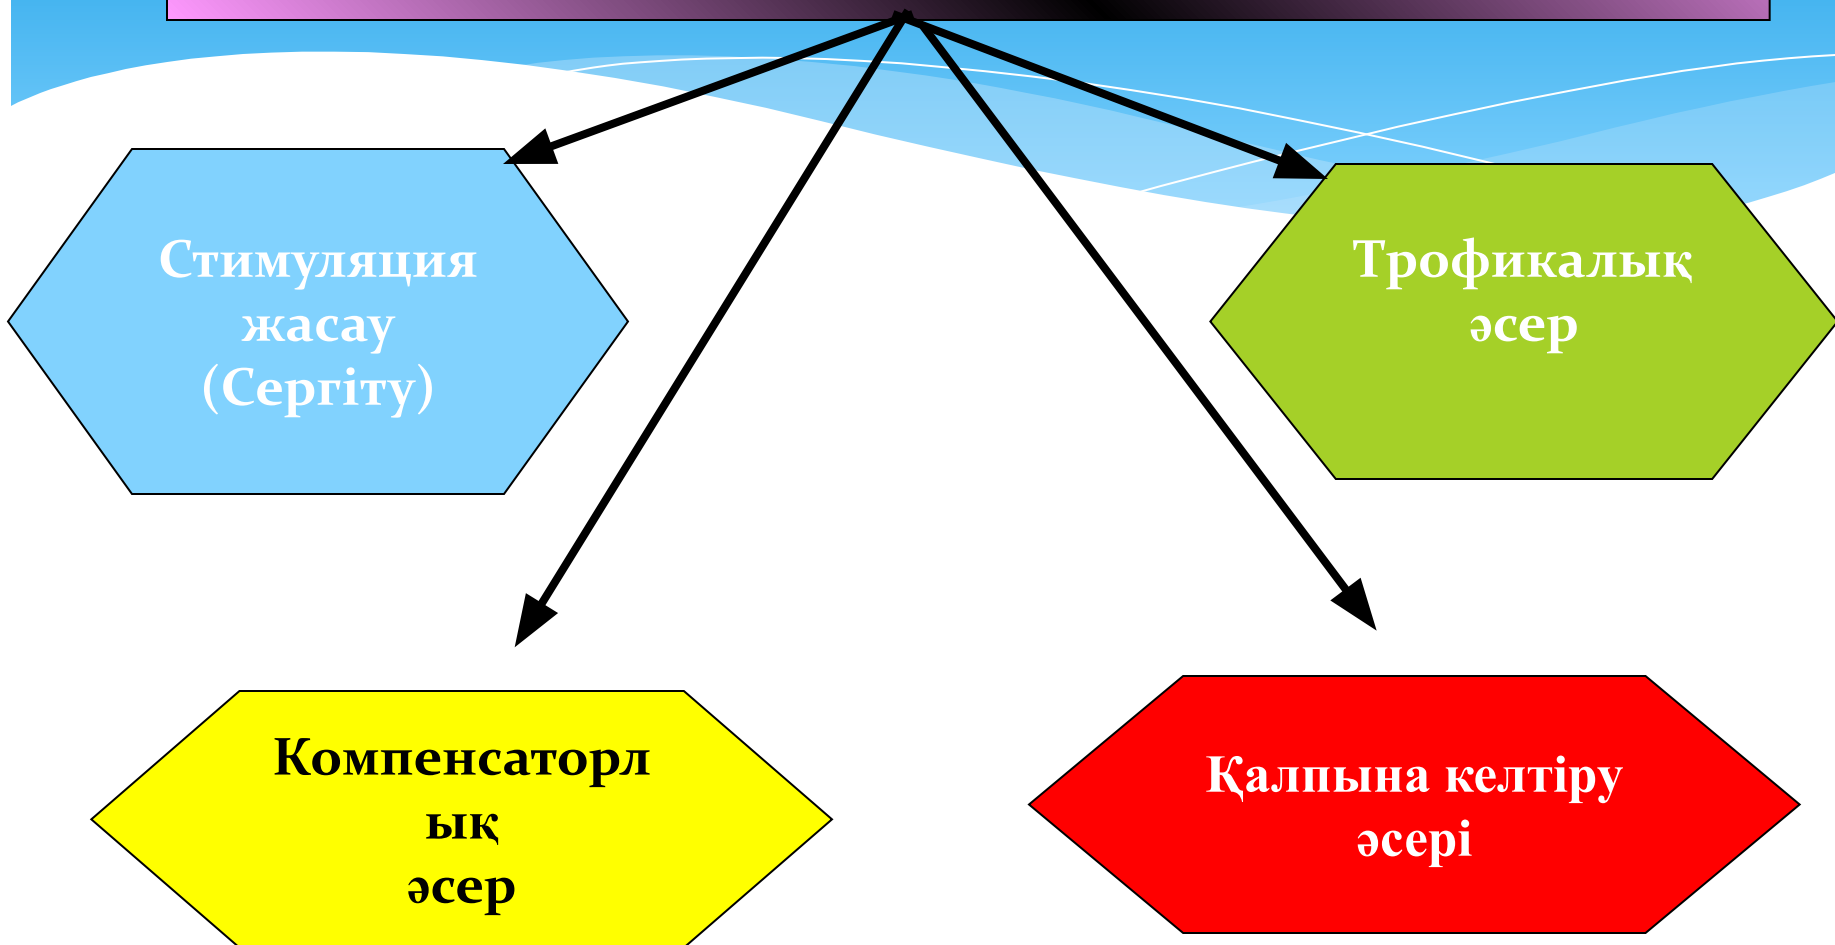 Стимуляция
жасау
(Сергіту)
Трофикалық
әсер
Компенсаторл
ық
әсер
Қалпына келтіру
әсері